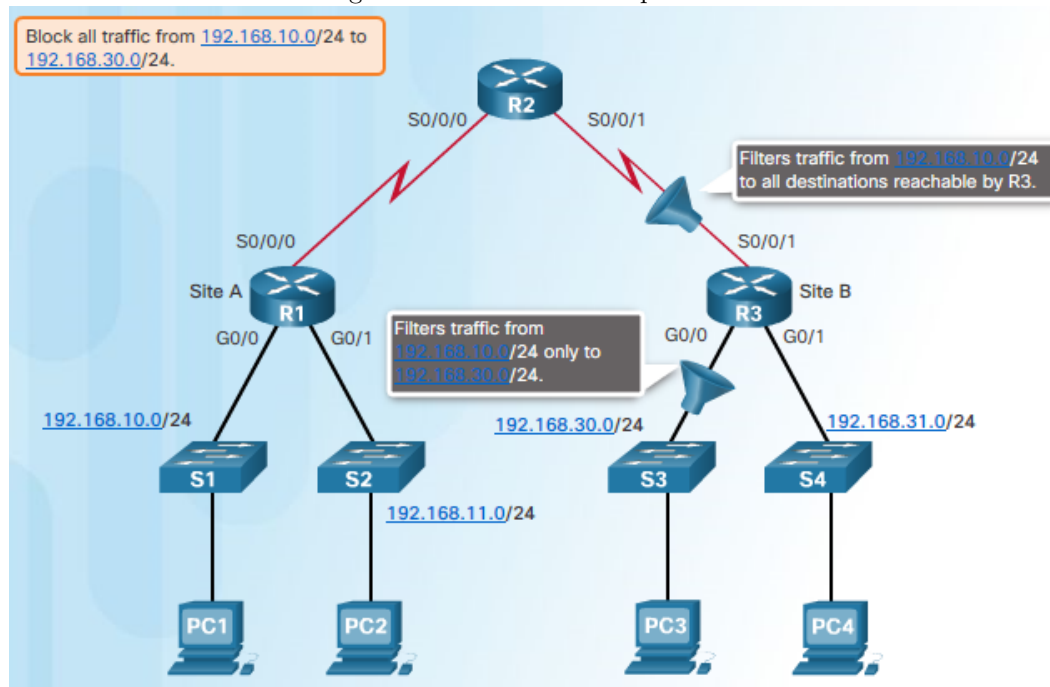 Block all traffic from 192.168.10.0/24 to
192.168.30.0/24.
R2
S0/0/0
S0/0/1
Filters traffic from 192.168.10.0/24
to all destinations reachable by R3.
S0/0/0
S0/0/1
Site A
R1
R3
Site B
G0/0
G0/1
Filters traffic from
192.168.10.0/24 only to
192.168.30.0/24.
G0/0
G0/1
192.168.10.0/24
192.168.30.0/24
192.168.31.0/24
S1
S2
S3
S4
192.168.11.0/24
PC1
PC2
PC3
PC4